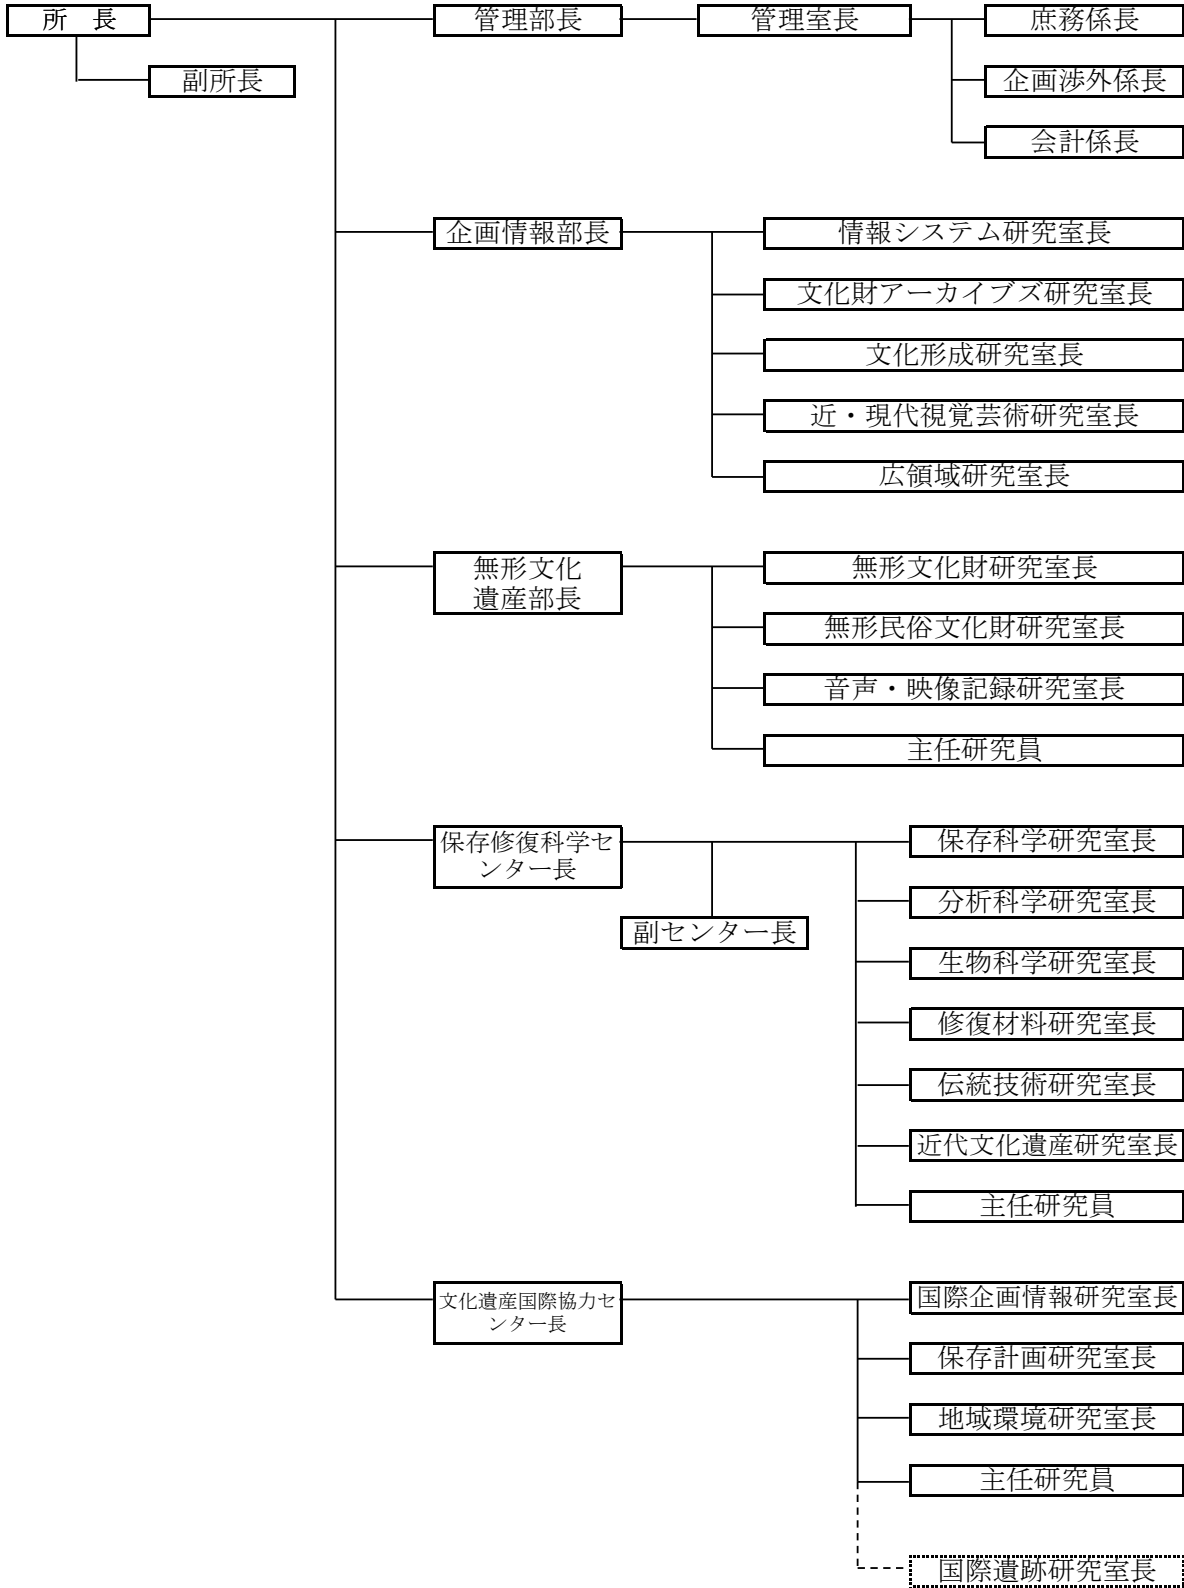 所　長
管理部長
管理室長
庶務係長
副所長
企画渉外係長
会計係長
企画情報部長
情報システム研究室長
文化財アーカイブズ研究室長
文化形成研究室長
近・現代視覚芸術研究室長
広領域研究室長
無形文化
遺産部長
無形文化財研究室長
無形民俗文化財研究室長
音声・映像記録研究室長
主任研究員
保存修復科学セ
ンター長
保存科学研究室長
分析科学研究室長
副センター長
生物科学研究室長
修復材料研究室長
伝統技術研究室長
近代文化遺産研究室長
主任研究員
文化遺産国際協力セ
ンター長
国際企画情報研究室長
保存計画研究室長
地域環境研究室長
主任研究員
国際遺跡研究室長